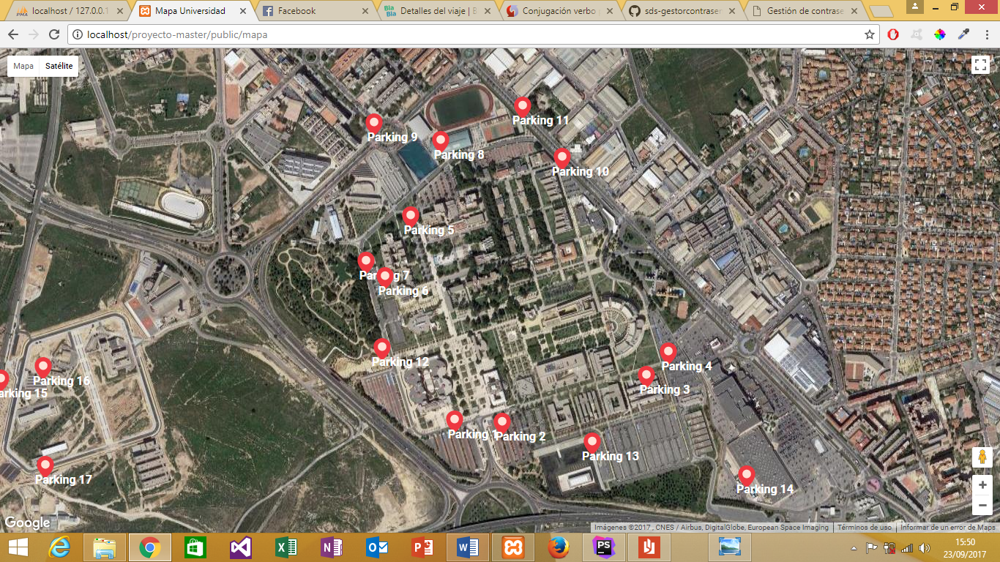 localhost / 127.0.0.1
Mapa Universidad
Facebook
Detalles del viaje | B
Conjugación verbo
sds-gestorcontraser
Gestión de contrase
localhost/proyecto-master/public/mapa
Mapa
Satélite
Parking 11
Parking 9
Parking 8
Parking 10
Parking 5
Parking 7
Parking 6
Parking 12
Parking 4
Parking 16
Parking 3
arking 15
Parking 1
Parking 2
Parking 13
Parking 17
Parking 14
Google
Imágenes ©2017 , CNES / Airbus, DigitalGlobe, European Space Imaging
Términos de uso
Informar de un error de Maps
15:50
23/09/2017